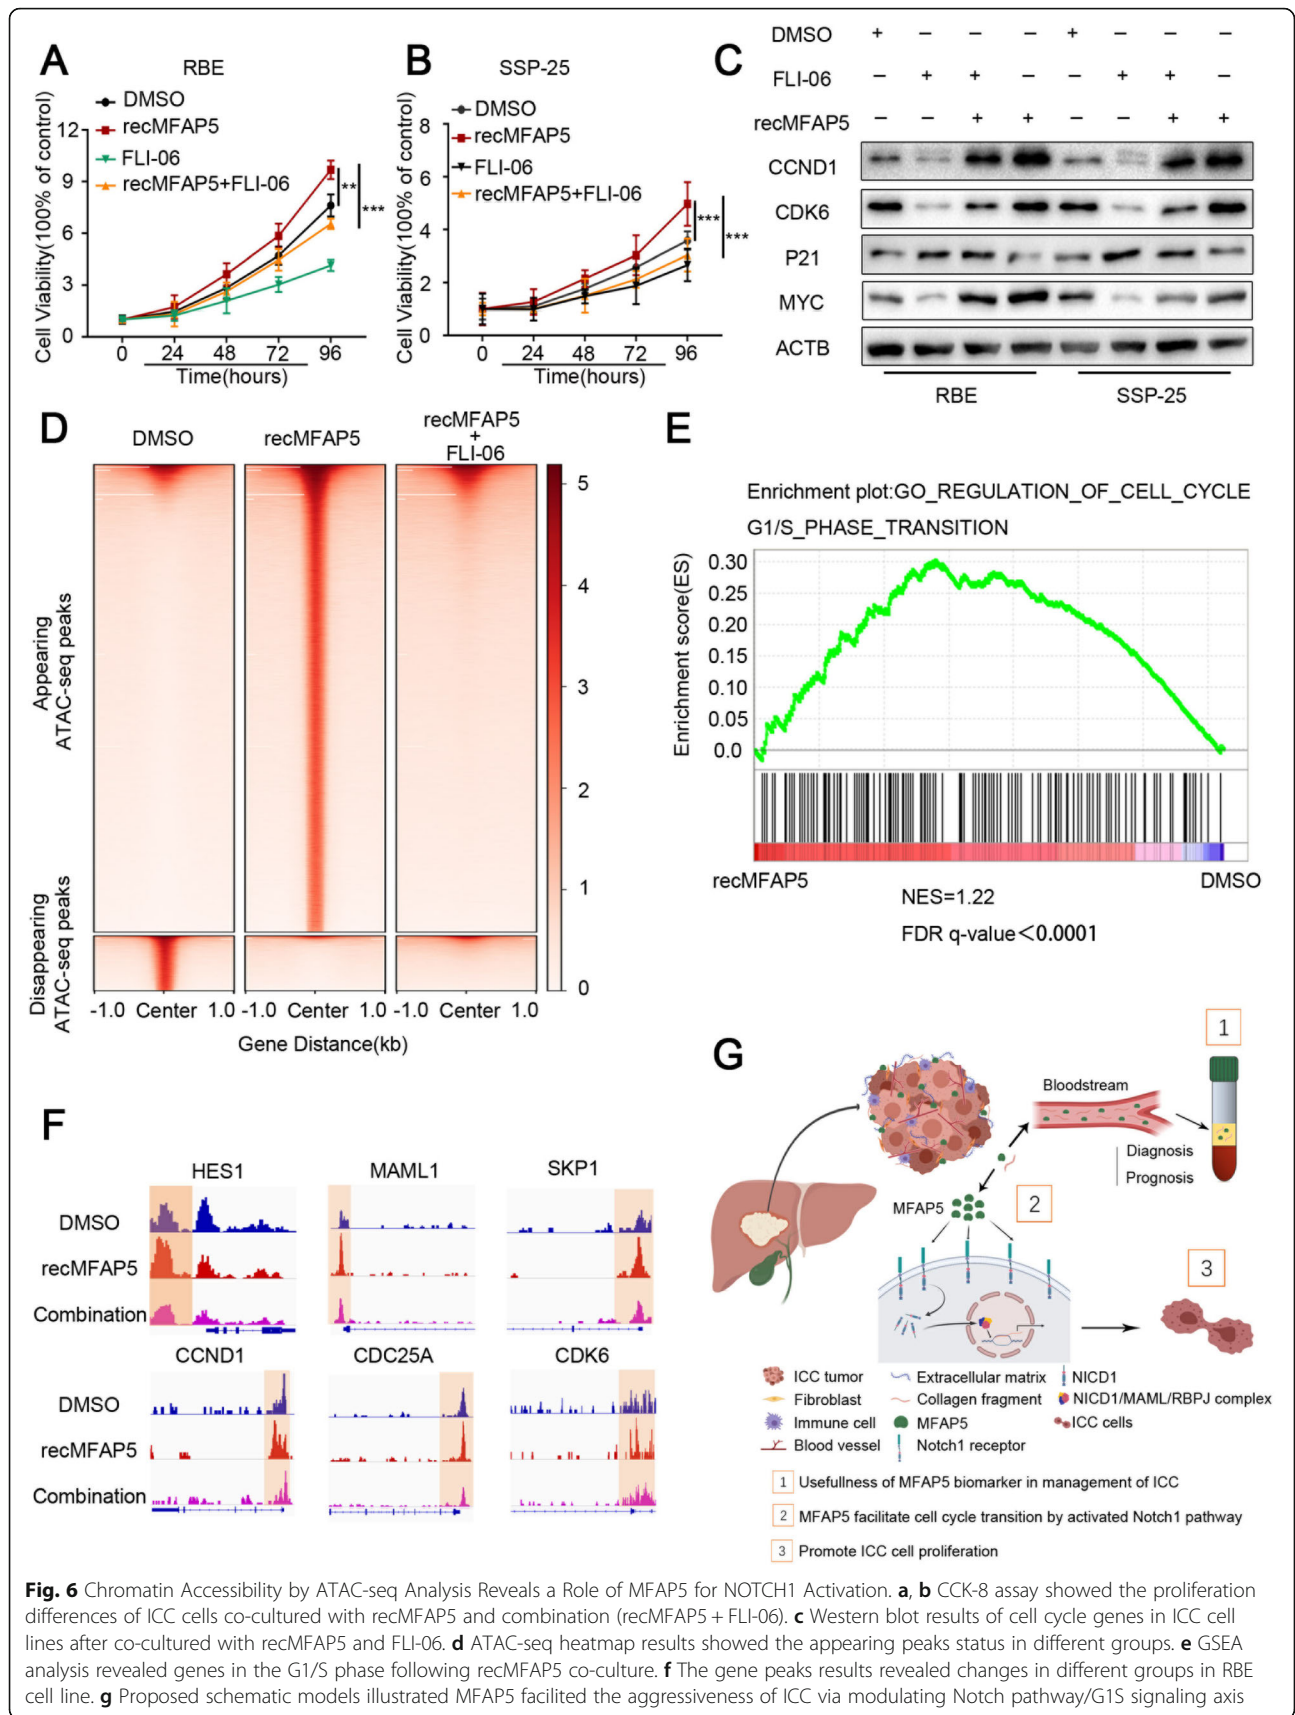 A
RBE
DMSO
recMFAP5
FLI-06
recMFAP5+FLI-06
Cell Viability(100% of control)
12
9
6
3
0
**
***
0 24 48 72 96
Time(hours)
B
SSP-25
DMSO
recMFAP5
FLI-06
recMFAP5+FLI-06
Cell Viability(100% of control)
8
6
4
2
0
***
***
0 24 48 72 96
Time(hours)
C
DMSO + − − − + − − −
FLI-06 − + + − − + + −
recMFAP5 − − + + − − + +
CCND1
CDK6
P21
MYC
ACTB
RBE SSP-25
D
DMSO
recMFAP5
recMFAP5
+
FLI-06
Appearing
ATAC-seq peaks
Disappearing
ATAC-seq peaks
5
4
3
2
1
0
-1.0 Center 1.0 -1.0 Center 1.0 -1.0 Center 1.0
Gene Distance(kb)
E
Enrichment plot:GO_REGULATION_OF_CELL_CYCLE
G1/S_PHASE_TRANSITION
Enrichment score(ES)
0.30
0.20
0.15
0.10
0.05
0.0
recMFAP5 DMSO
NES=1.22
FDR q-value<0.0001
F
HES1 MAML1 SKP1
DMSO
recMFAP5
Combination
CCND1 CDC25A CDK6
DMSO
recMFAP5
Combination
G
1
Bloodstream
Diagnosis
Prognosis
MFAP5
2
3
ICC tumor
Extracellular matrix
NICD1
Fibroblast
Collagen fragment
NICD1/MAML/RBPJ complex
Immune cell
MFAP5
ICC cells
Blood vessel
Notch1 receptor
1 Usefullness of MFAP5 biomarker in management of ICC
2 MFAP5 facilitate cell cycle transition by activated Notch1 pathway
3 Promote ICC cell proliferation
Fig. 6 Chromatin Accessibility by ATAC-seq Analysis Reveals a Role of MFAP5 for NOTCH1 Activation. a, b CCK-8 assay showed the proliferation
differences of ICC cells co-cultured with recMFAP5 and combination (recMFAP5 + FLI-06). c Western blot results of cell cycle genes in ICC cell
lines after co-cultured with recMFAP5 and FLI-06. d ATAC-seq heatmap results showed the appearing peaks status in different groups. e GSEA
analysis revealed genes in the G1/S phase following recMFAP5 co-culture. f The gene peaks results revealed changes in different groups in RBE
cell line. g Proposed schematic models illustrated MFAP5 facilited the aggressiveness of ICC via modulating Notch pathway/G1S signaling axis